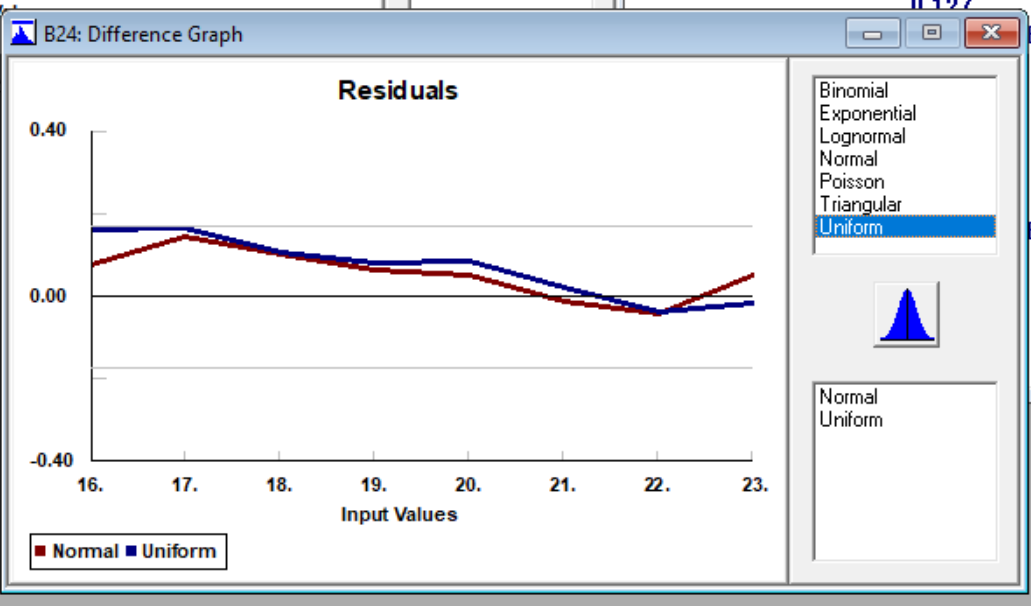 B24: Difference Graph
Residuals
0.40
0.00
-0.40
16. 17. 18. 19. 20. 21. 22. 23.
Input Values
Normal Uniform
Binomial
Exponential
Lognormal
Normal
Poisson
Triangular
Uniform
Normal
Uniform